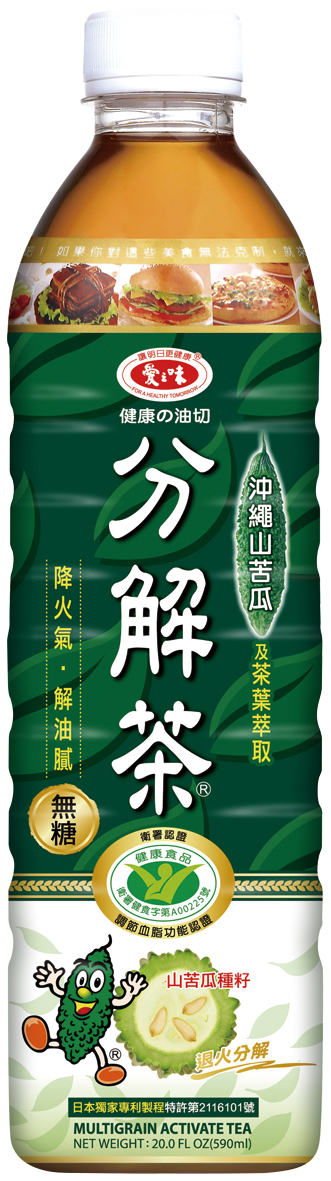 吧！如果你對這些美食無法克制，就來
讓明日更健康®
愛之味
FOR A HEALTHY TOMORROW
健康の油切
分解茶®
沖繩山苦瓜
及茶葉萃取
降火氣・解油膩
無糖
衛署認證
健康食品
衛署健食字第A00225號
調節血脂功能認證
山苦瓜種籽
®
退火分解
日本獨家專利製程特許第2116101號
MULTIGRAIN ACTIVATE TEA
NET WEIGHT: 20.0 FL OZ(590ml)